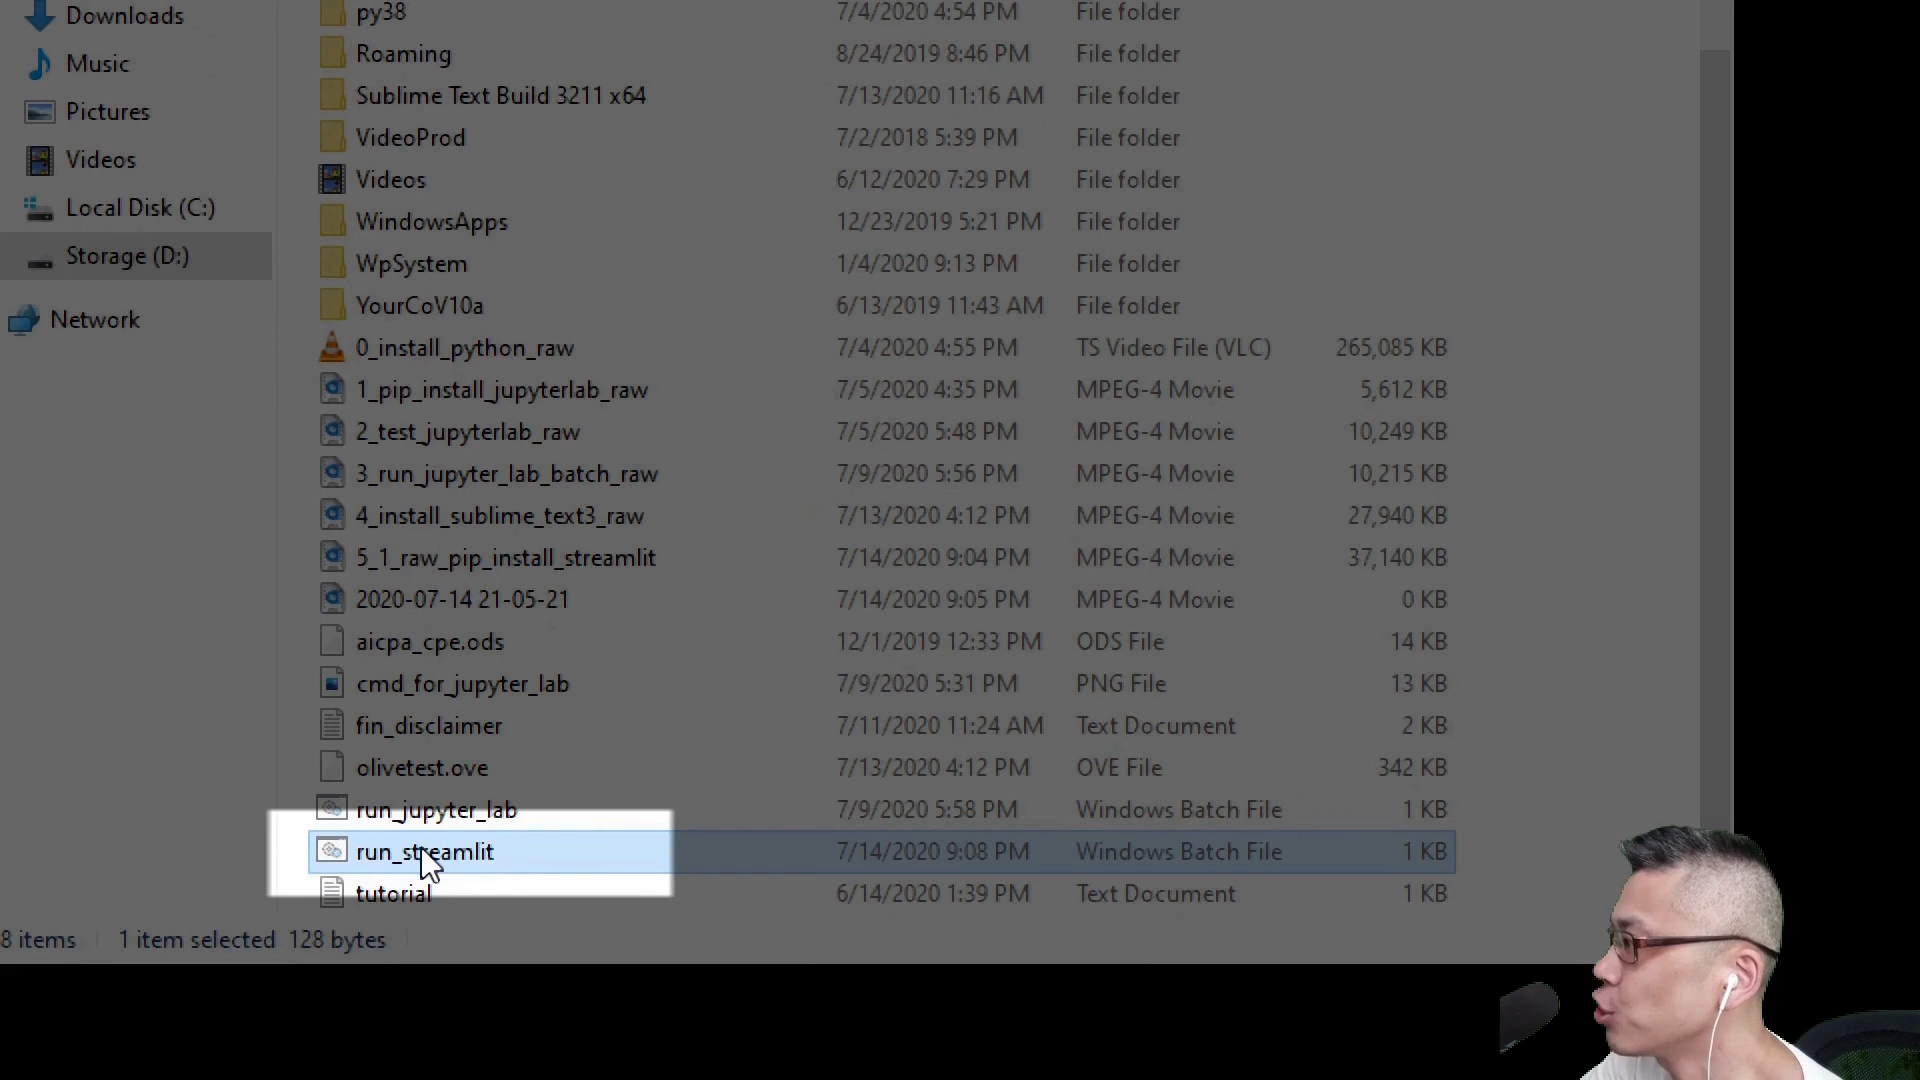 Downloads
Music
Pictures
Videos
Local Disk (C:)
Storage (D:)
Network
py38 7/4/2020 4:54 PM File folder
Roaming 8/24/2019 8:46 PM File folder
Sublime Text Build 3211 x64 7/13/2020 11:16 AM File folder
VideoProd 7/2/2018 5:39 PM File folder
Videos 6/12/2020 7:29 PM File folder
WindowsApps 12/23/2019 5:21 PM File folder
WpSystem 1/4/2020 9:13 PM File folder
YourCoV10a 6/13/2019 11:43 AM File folder
0_install_python_raw 7/4/2020 4:55 PM TS Video File (VLC) 265,085 KB
1_pip_install_jupyterlab_raw 7/5/2020 4:35 PM MPEG-4 Movie 5,612 KB
2_test_jupyterlab_raw 7/5/2020 5:48 PM MPEG-4 Movie 10,249 KB
3_run_jupyter_lab_batch_raw 7/9/2020 5:56 PM MPEG-4 Movie 10,215 KB
4_install_sublime_text3_raw 7/13/2020 4:12 PM MPEG-4 Movie 27,940 KB
5_1_raw_pip_install_streamlit 7/14/2020 9:04 PM MPEG-4 Movie 37,140 KB
2020-07-14 21-05-21 7/14/2020 9:05 PM MPEG-4 Movie 0 KB
aicpa_cpe.ods 12/1/2019 12:33 PM ODS File 14 KB
cmd_for_jupyter_lab 7/9/2020 5:31 PM PNG File 13 KB
fin_disclaimer 7/11/2020 11:24 AM Text Document 2 KB
olivetest.ove 7/13/2020 4:12 PM OVE File 342 KB
run_jupyter_lab 7/9/2020 5:58 PM Windows Batch File 1 KB
run_streamlit 7/14/2020 9:08 PM Windows Batch File 1 KB
tutorial 6/14/2020 1:39 PM Text Document 1 KB
8 items 1 item selected 128 bytes